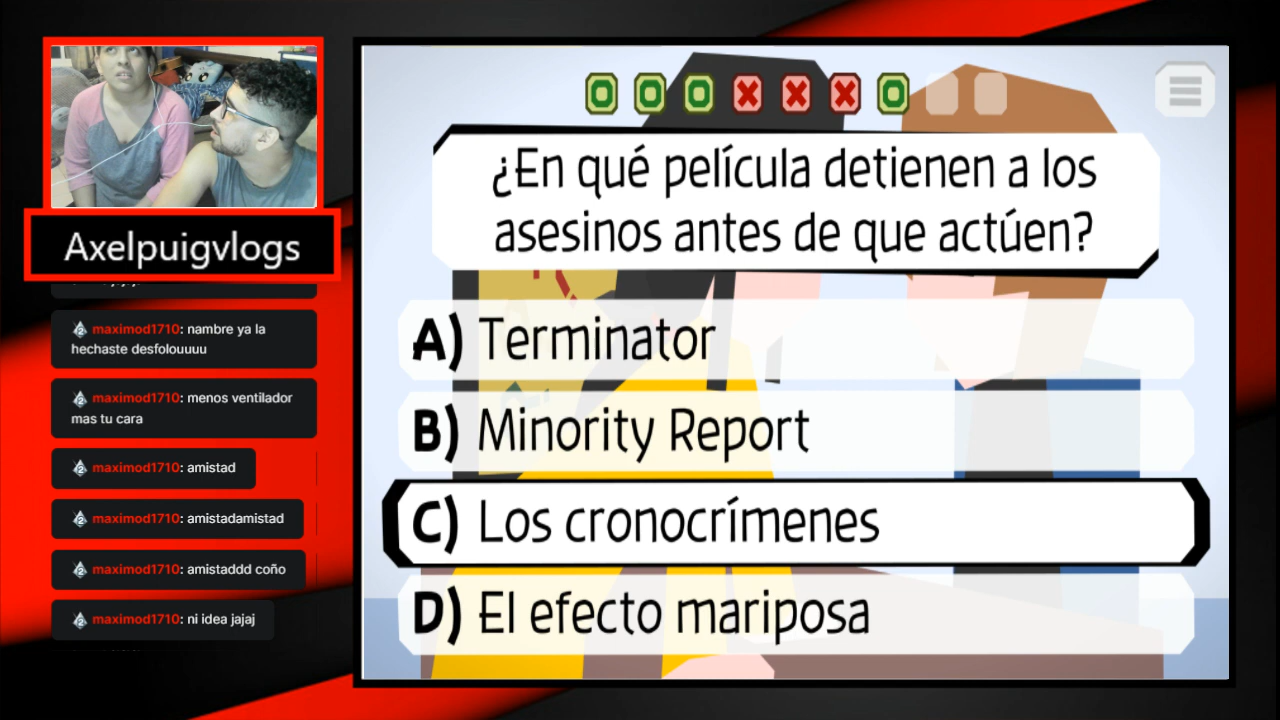 ¿En qué película detienen a los
asesinos antes de que actúen?
A) Terminator
B) Minority Report
C) Los cronocrímenes
D) El efecto mariposa
Axelpuigvlogs
maximod1710: nambre ya la
hechaste desfolouuuu
maximod1710: menos ventilador
mas tu cara
maximod1710: amistad
maximod1710: amistadamistad
maximod1710: amistaddd coño
maximod1710: ni idea jajaj